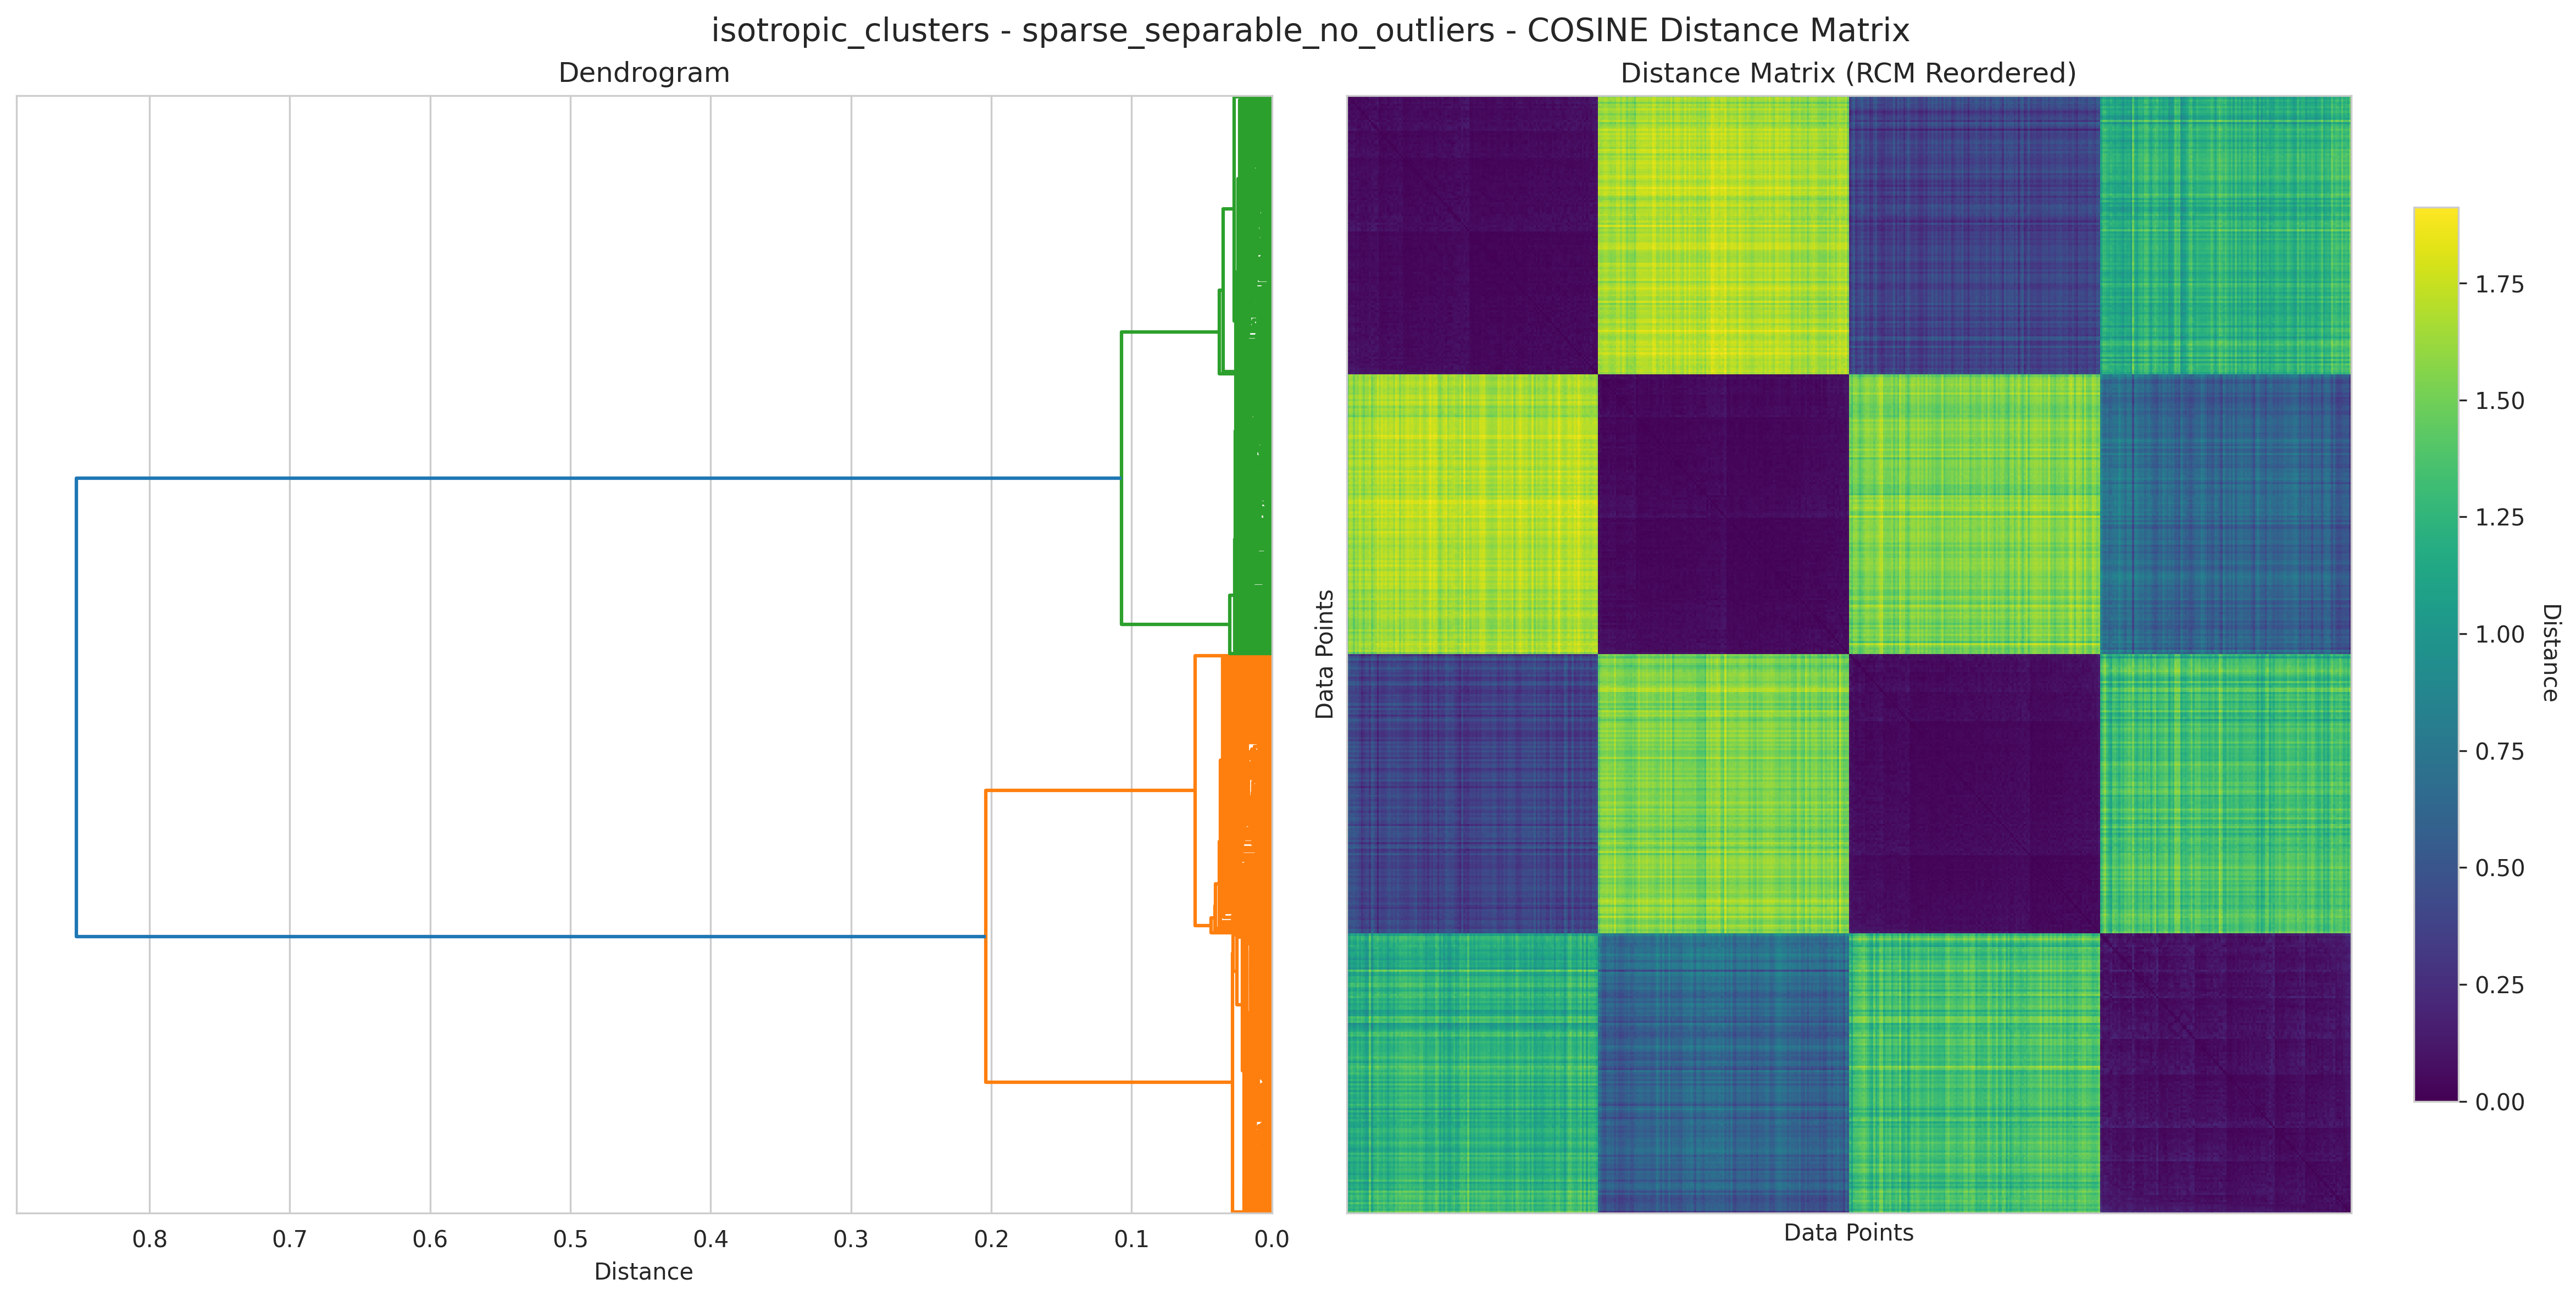 isotropic_clusters - sparse_separable_no_outliers - COSINE Distance Matrix
Dendrogram
Distance Matrix (RCM Reordered)
0.8 0.7 0.6 0.5 0.4 0.3 0.2 0.1 0.0
Distance
Data Points
Data Points
1.75
1.50
1.25
1.00
0.75
0.50
0.25
0.00
Distance